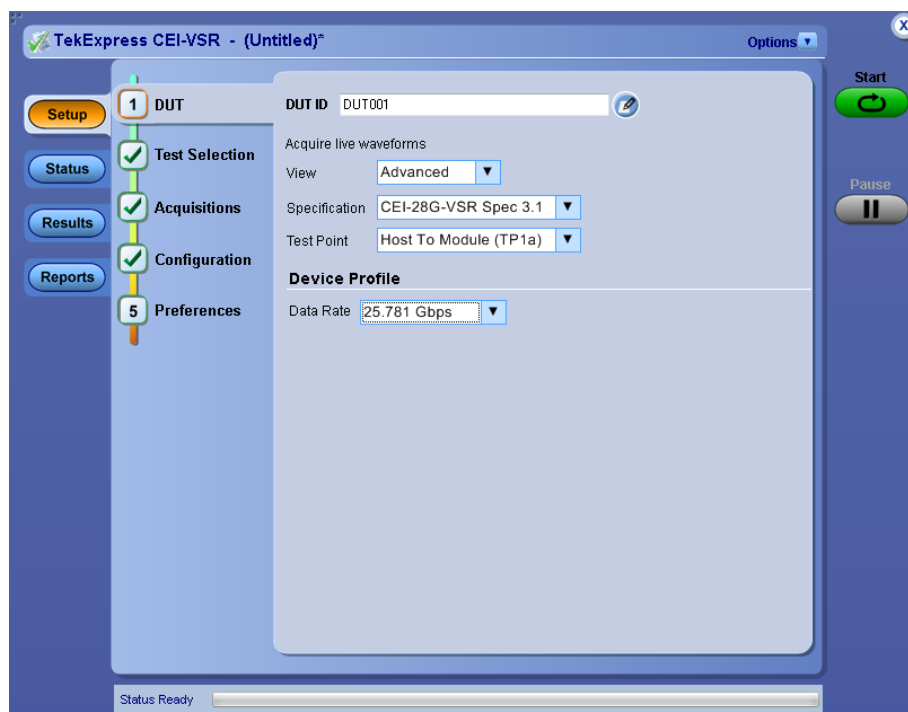 TekExpress CEI-VSR - (Untitled)*
Options
X
Start
Pause
Setup
Status
Results
Reports
1 DUT
Test Selection
Acquisitions
Configuration
5 Preferences
DUT ID DUT001
Acquire live waveforms
View Advanced
Specification CEI-28G-VSR Spec 3.1
Test Point Host To Module (TP1a)
Device Profile
Data Rate 25.781 Gbps
Status Ready